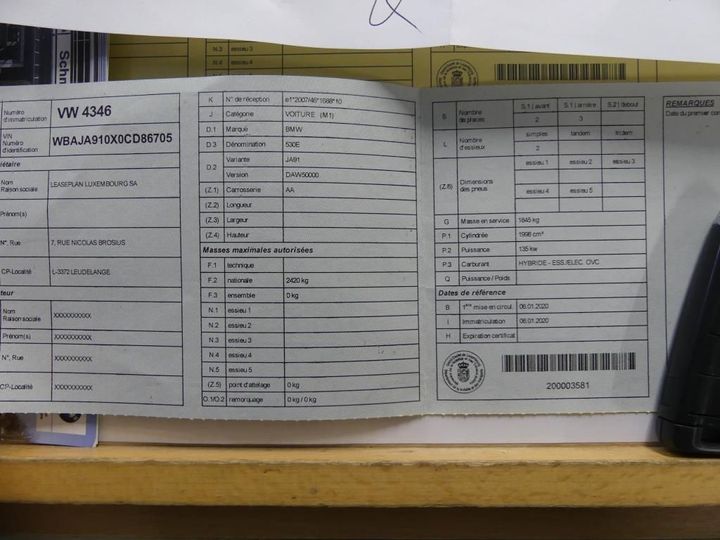 N.3 essieu 3
Schn
Numéro d'immatriculation VW 4346
VIN Numéro d'identification WBAJA910X0CD86705
iétaire
Nom Raison sociale LEASEPLAN LUXEMBOURG SA
Prénom(s)
N°, Rue 7, RUE NICOLAS BROSIUS
CP-Localité L-3372 LEUDELANGE
teur
Nom Raison sociale XXXXXXXXXX
Prénom(s) XXXXXXXXXX
N°, Rue XXXXXXXXXX
CP-Localité XXXXXXXXXX
K N° de réception e1*2007/46*1688*10
J Catégorie VOITURE (M1)
D.1 Marque BMW
D.3 Dénomination 530E
D.2 Variante JA91
Version DAW50000
(Z.1) Carrosserie AA
(Z.2) Longueur
(Z.3) Largeur
(Z.4) Hauteur
Masses maximales autorisées
F.1 technique
F.2 nationale 2420 kg
F.3 ensemble 0 kg
N.1 essieu 1
N.2 essieu 2
N.3 essieu 3
N.4 essieu 4
N.5 essieu 5
(Z.5) point d'attelage 0 kg
O.1/O.2 remorquage 0 kg / 0 kg
S Nombre de places S.1 | avant S.1 | arrière S.2 | debout
2 3
L Nombre d'essieux simples tandem tridem
2
(Z.6) Dimensions des pneus essieu 1 essieu 2 essieu 3
essieu 4 essieu 5
G Masse en service 1845 kg
P.1 Cylindrée 1998 cm³
P.2 Puissance 135 kw
P.3 Carburant HYBRIDE - ESS./ELEC. OVC
Q Puissance / Poids
Dates de référence
B 1ère mise en circul. 06.01.2020
I Immatriculation 06.01.2020
H Expiration certificat
200003581
REMARQUES
Date du premier con